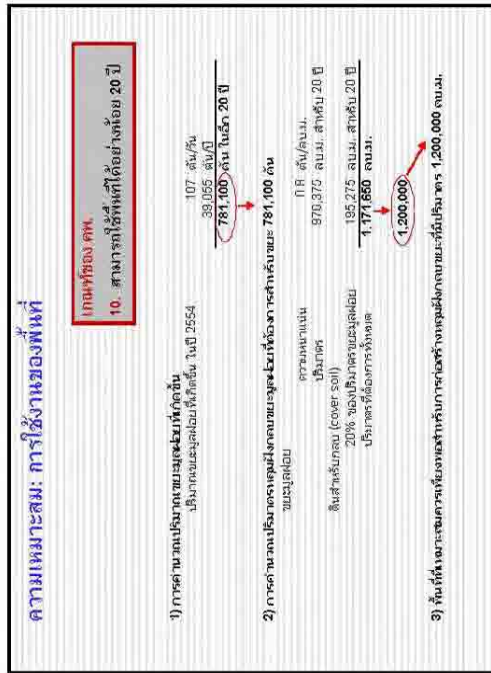 ความเหมาะสม: การใช้งานของพื้นที่
เกณฑ์ของ คพ.
10. สามารถใช้พื้นที่ได้อย่างน้อย 20 ปี
1) การคำนวณปริมาณขยะมูลฝอยที่เกิดขึ้น
ปริมาณขยะมูลฝอยที่เกิดขึ้น ในปี 2554 107 ตัน/วัน
39,055 ตัน/ปี
781,100 ตัน ในอีก 20 ปี
2) การคำนวณปริมาตรหลุมฝังกลบขยะมูลฝอยที่ต้องการสำหรับขยะ 781,100 ตัน
ขยะมูลฝอย
ความหนาแน่น ตัน/ลบ.ม.
ปริมาตร 976,375 ลบ.ม. สำหรับ 20 ปี
ดินสำหรับกลบ (cover soil)
20% ของปริมาตรขยะมูลฝอย 195,275 ลบ.ม. สำหรับ 20 ปี
ปริมาตรที่ต้องการทั้งหมด 1,171,650 ลบ.ม.
1,200,000
3) พื้นที่ที่เหมาะสมควรเพียงพอสำหรับการก่อสร้างหลุมฝังกลบขยะที่มีปริมาตร 1,200,000 ลบ.ม.